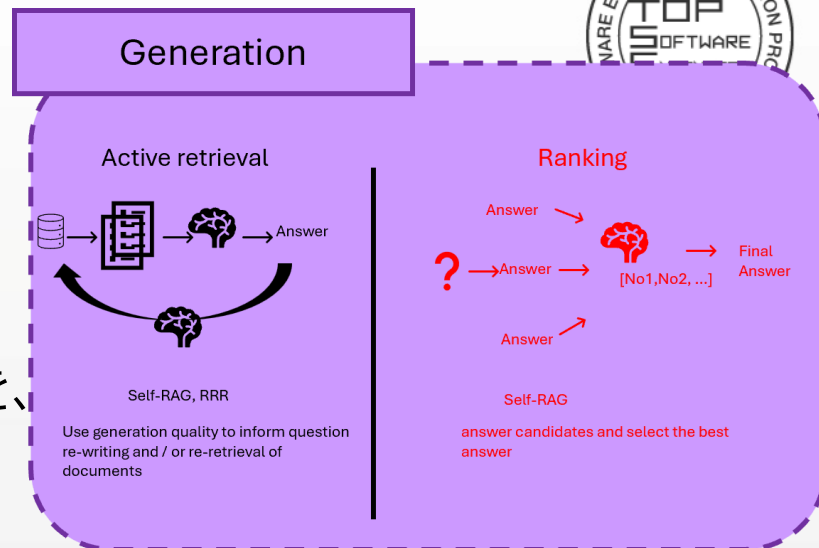 TOP
SOFTWARE
Generation
Active retrieval
Answer
Self-RAG, RRR
Use generation quality to inform question
re-writing and / or re-retrieval of
documents
Ranking
Answer
?
Answer
Answer
[No1,No2, ...]
Final
Answer
Self-RAG
answer candidates and select the best
answer